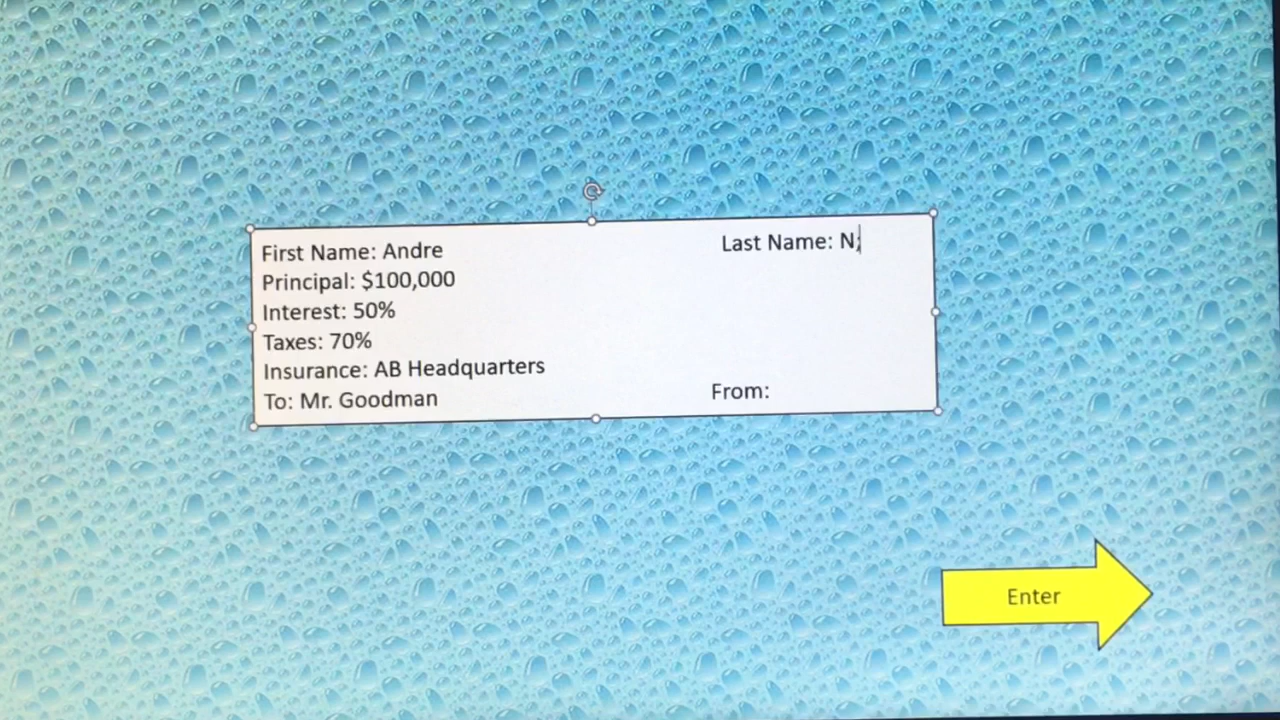 First Name: Andre Last Name: N;
Principal: $100,000
Interest: 50%
Taxes: 70%
Insurance: AB Headquarters
To: Mr. Goodman From:
Enter